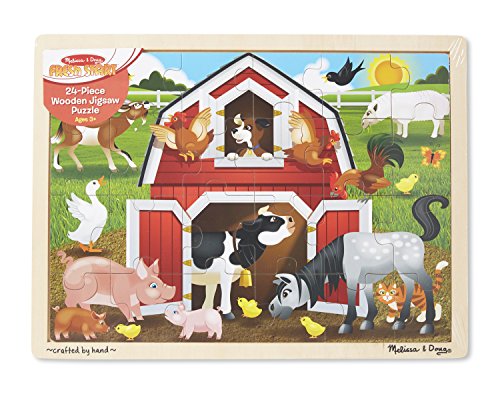 Melissa & Doug
FRESH START
24-Piece
Wooden Jigsaw
Puzzle
Ages 3+
~crafted by hand~
Melissa & Doug